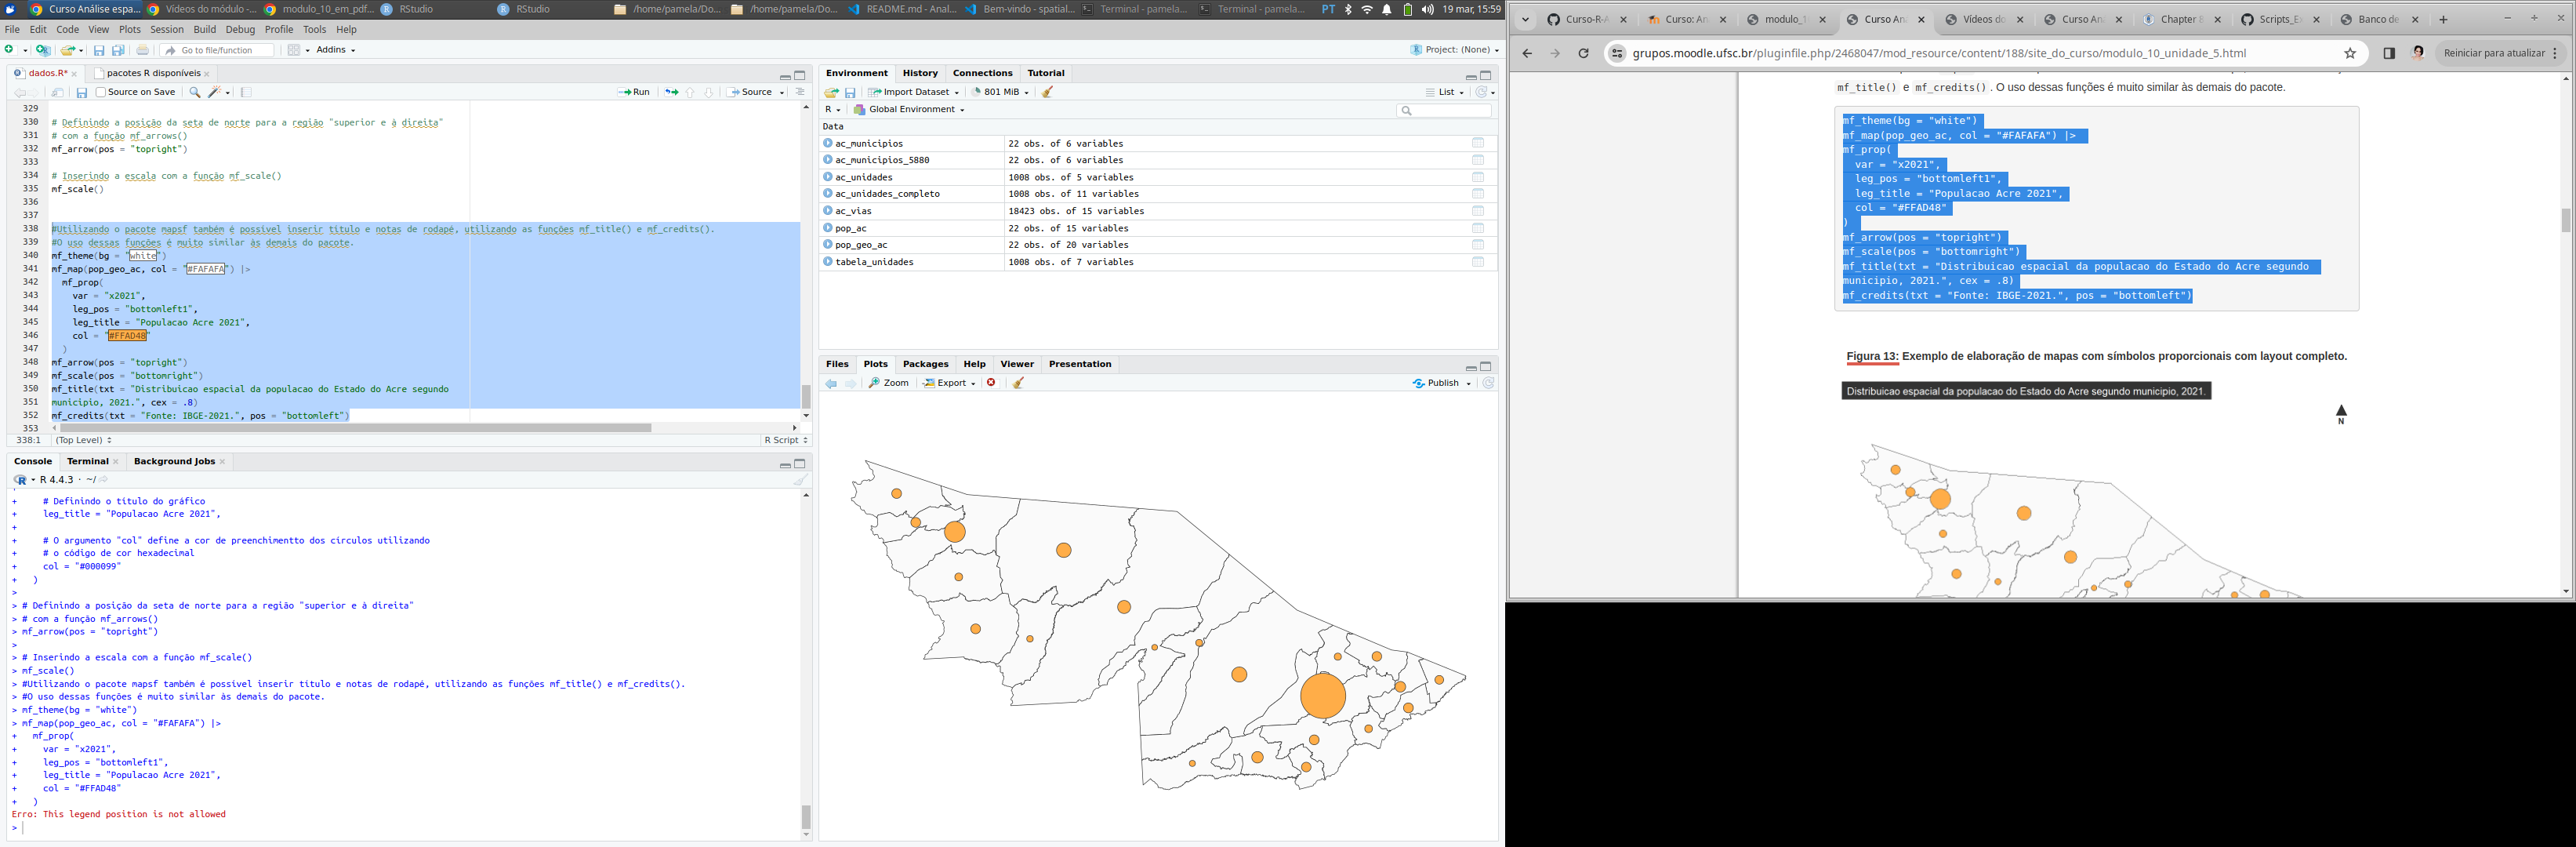 Curso Análise espa...
Vídeos do módulo -...
modulo_10_em_pdf...
RStudio
RStudio
/home/pamela/Do...
/home/pamela/Do...
README.md - Anal...
Bem-vindo - spatial...
Terminal - pamela...
Terminal - pamela...
PT
19 mar, 15:59
File Edit Code View Plots Session Build Debug Profile Tools Help
Go to file/function
Addins
Project: (None)
dados.R*
pacotes R disponíveis
Source on Save
Run
Source
329
330 # Definindo a posição da seta de norte para a região "superior e à direita"
331 # com a função mf_arrows()
332 mf_arrow(pos = "topright")
333
334 # Inserindo a escala com a função mf_scale()
335 mf_scale()
336
337
338 #Utilizando o pacote mapsf também é possível inserir título e notas de rodapé, utilizando as funções mf_title() e mf_credits().
339 #O uso dessas funções é muito similar às demais do pacote.
340 mf_theme(bg = "white")
341 mf_map(pop_geo_ac, col = "#FAFAFA") |>
342 mf_prop(
343 var = "x2021",
344 leg_pos = "bottomleft1",
345 leg_title = "Populacao Acre 2021",
346 col = "#FFAD48"
347 )
348 mf_arrow(pos = "topright")
349 mf_scale(pos = "bottomright")
350 mf_title(txt = "Distribuicao espacial da populacao do Estado do Acre segundo
351 municipio, 2021.", cex = .8)
352 mf_credits(txt = "Fonte: IBGE-2021.", pos = "bottomleft")
353
338:1 (Top Level) R Script
Console Terminal Background Jobs
R 4.4.3 · ~/
+ # Definindo o titulo do gráfico
+ leg_title = "Populacao Acre 2021",
+
+ # O argumento "col" define a cor de preenchimentto dos círculos utilizando
+ # o código de cor hexadecimal
+ col = "#000099"
+ )
>
> # Definindo a posição da seta de norte para a região "superior e à direita"
> # com a função mf_arrows()
> mf_arrow(pos = "topright")
>
> # Inserindo a escala com a função mf_scale()
> mf_scale()
> #Utilizando o pacote mapsf também é possível inserir título e notas de rodapé, utilizando as funções mf_title() e mf_credits().
> #O uso dessas funções é muito similar às demais do pacote.
> mf_theme(bg = "white")
> mf_map(pop_geo_ac, col = "#FAFAFA") |>
+ mf_prop(
+ var = "x2021",
+ leg_pos = "bottomleft1",
+ leg_title = "Populacao Acre 2021",
+ col = "#FFAD48"
+ )
Erro: This legend position is not allowed
>
Environment History Connections Tutorial
Import Dataset
801 MiB
List
R
Global Environment
Data
ac_municipios 22 obs. of 6 variables
ac_municipios_5880 22 obs. of 6 variables
ac_unidades 1008 obs. of 5 variables
ac_unidades_completo 1008 obs. of 11 variables
ac_vias 18423 obs. of 15 variables
pop_ac 22 obs. of 15 variables
pop_geo_ac 22 obs. of 20 variables
tabela_unidades 1008 obs. of 7 variables
Files Plots Packages Help Viewer Presentation
Zoom
Export
Publish
Curso-R-A
Curso: An
modulo_1
Curso An
Vídeos do
Curso An
Chapter 8
Scripts_E
Banco de
grupos.moodle.ufsc.br/pluginfile.php/2468047/mod_resource/content/188/site_do_curso/modulo_10_unidade_5.html
Reiniciar para atualizar
mf_title() e mf_credits(). O uso dessas funções é muito similar às demais do pacote.
mf_theme(bg = "white")
mf_map(pop_geo_ac, col = "#FAFAFA") |>
mf_prop(
var = "x2021",
leg_pos = "bottomleft1",
leg_title = "Populacao Acre 2021",
col = "#FFAD48"
)
mf_arrow(pos = "topright")
mf_scale(pos = "bottomright")
mf_title(txt = "Distribuicao espacial da populacao do Estado do Acre segundo
municipio, 2021.", cex = .8)
mf_credits(txt = "Fonte: IBGE-2021.", pos = "bottomleft")
Figura 13: Exemplo de elaboração de mapas com símbolos proporcionais com layout completo.
Distribuicao espacial da populacao do Estado do Acre segundo municipio, 2021.
N